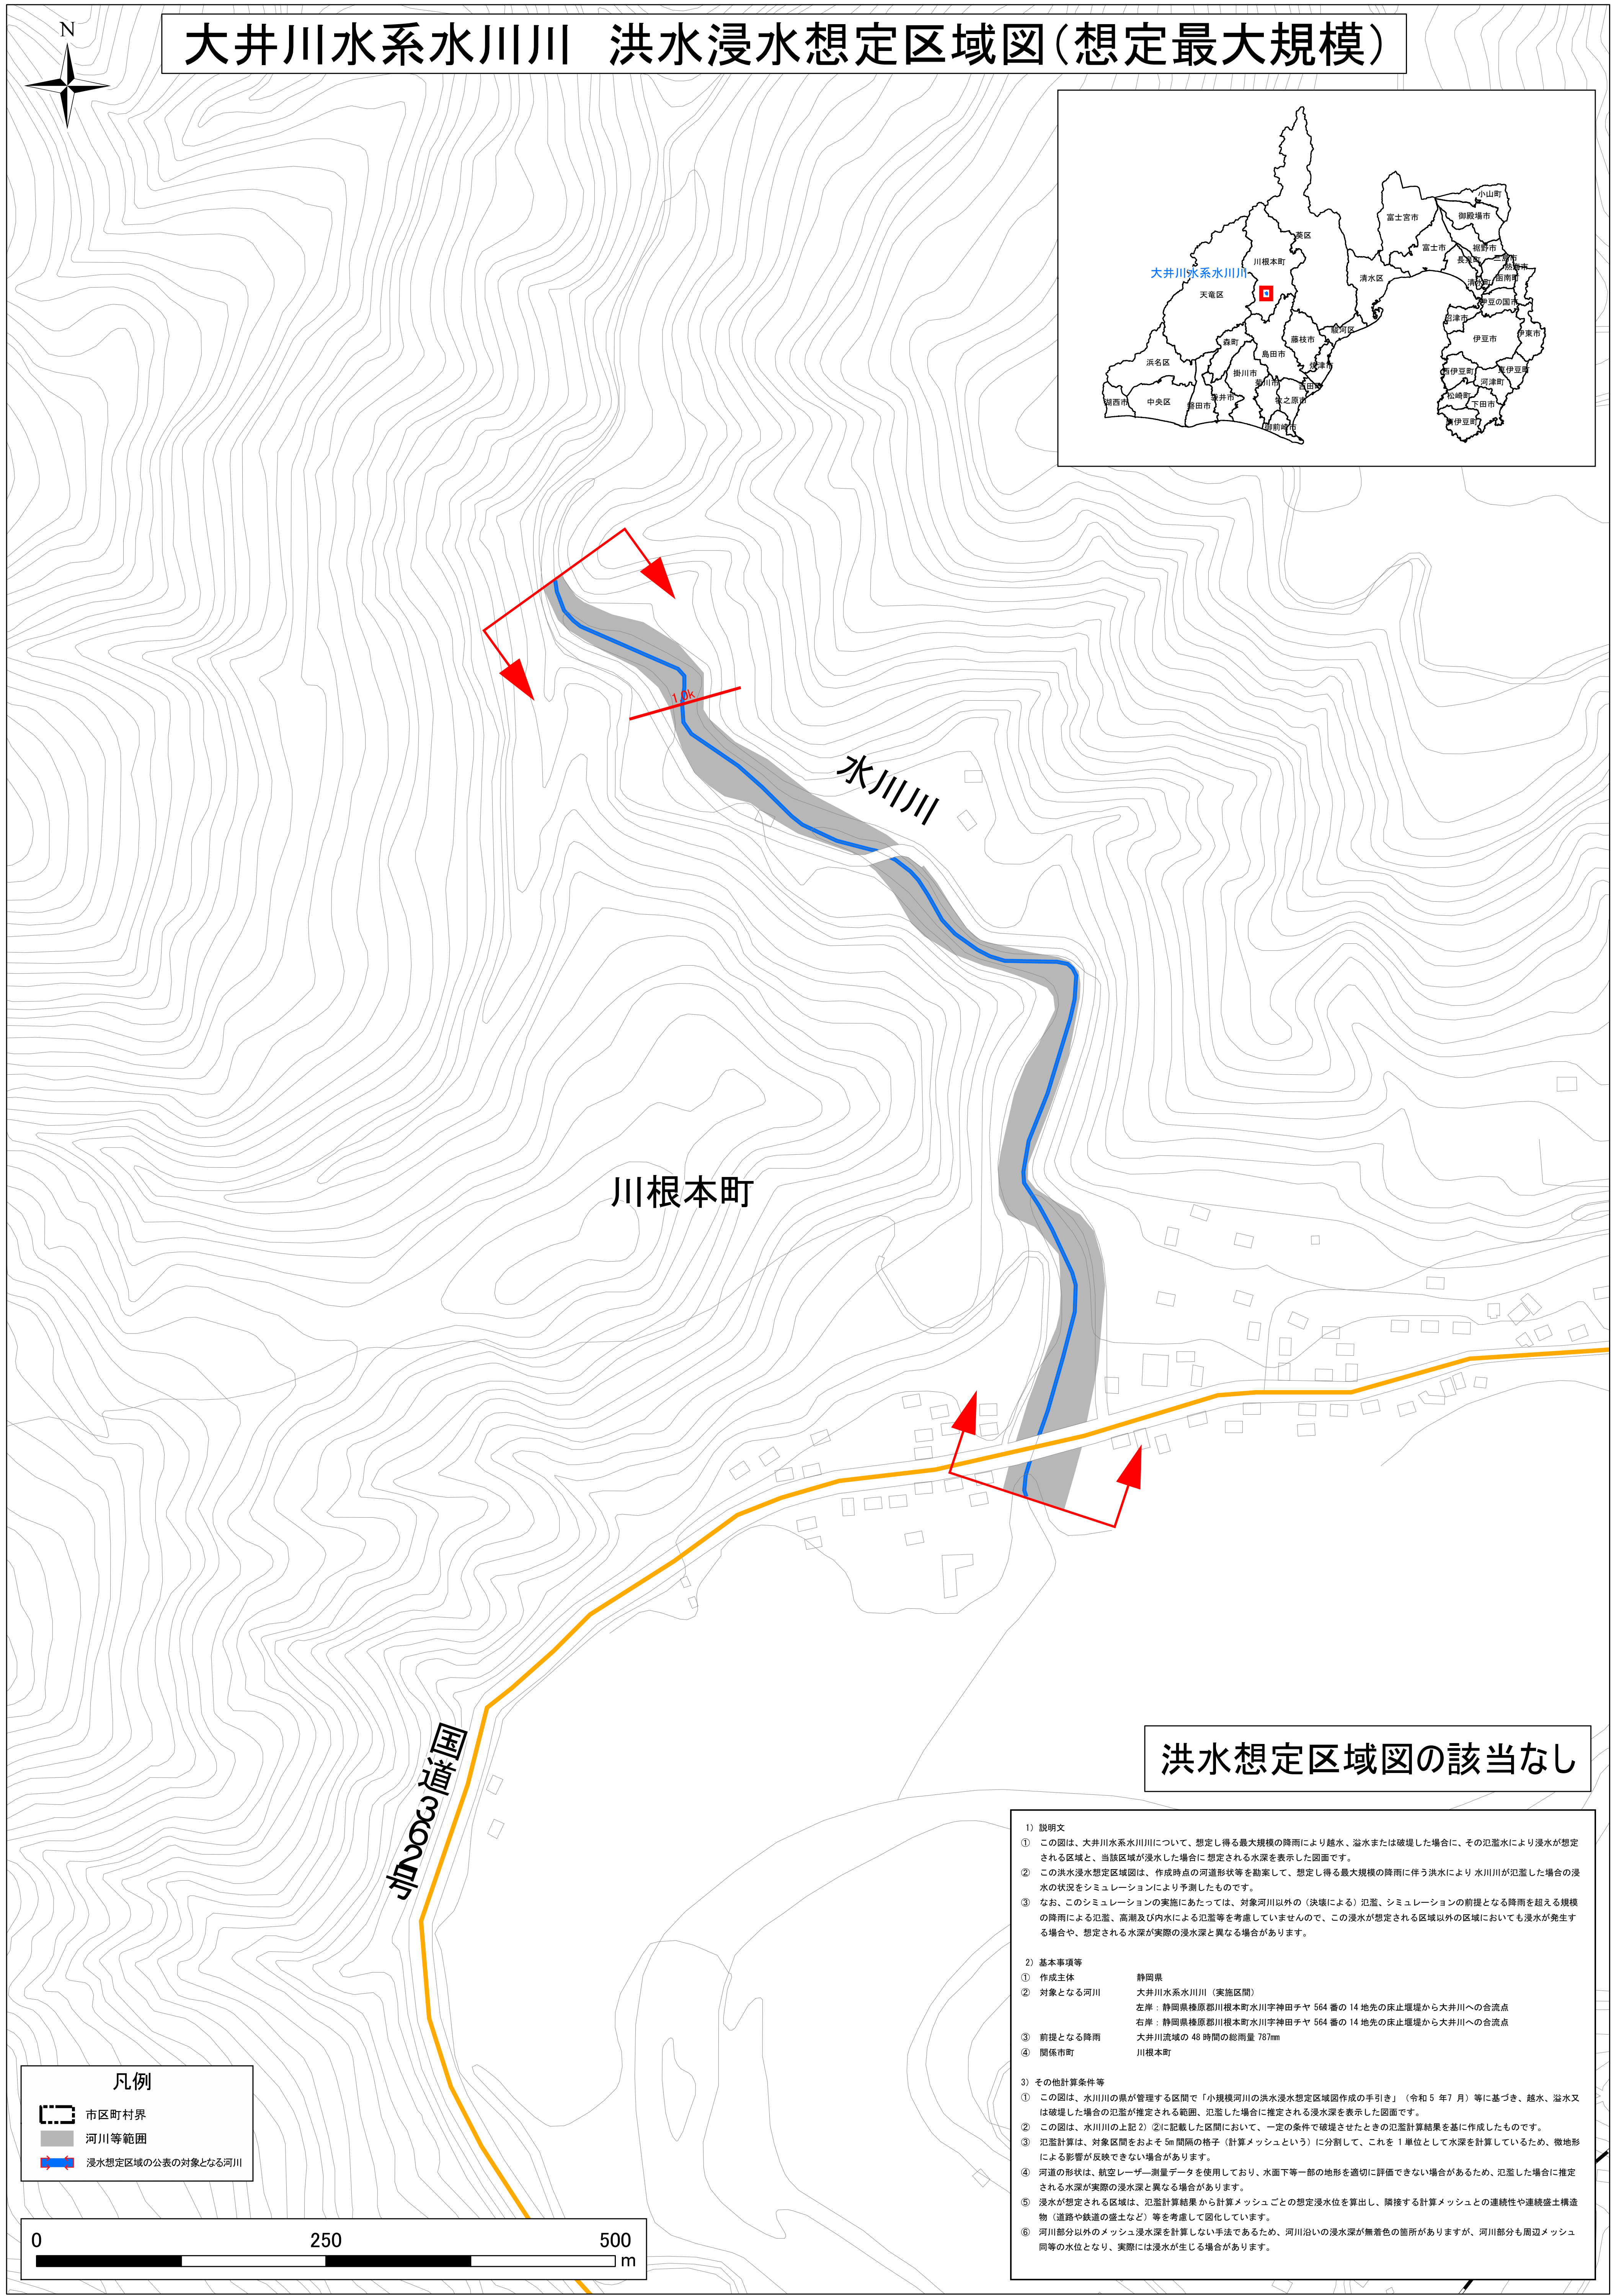 大井川水系水川川　洪水浸水想定区域図（想定最大規模）
N
小山町
富士宮市
御殿場市
葵区
富士市
裾野市
川根本町
大井川水系水川川
清水区
函南町
天竜区
伊豆の国市
沼津市
駿河区
伊東市
森町
藤枝市
伊豆市
島田市
浜名区
焼津市
掛川市
西伊豆町
東伊豆町
菊川市
吉田町
河津町
湖西市
中央区
磐田市
袋井市
牧之原市
松崎町
下田市
御前崎市
南伊豆町
1.0k
水川川
川根本町
国道362号
洪水想定区域図の該当なし
1）説明文
① この図は、大井川水系水川川について、想定し得る最大規模の降雨により越水、溢水または破堤した場合に、その氾濫水により浸水が想定
される区域と、当該区域が浸水した場合に想定される水深を表示した図面です。
② この洪水浸水想定区域図は、作成時点の河道形状等を勘案して、想定し得る最大規模の降雨に伴う洪水により水川川が氾濫した場合の浸
水の状況をシミュレーションにより予測したものです。
③ なお、このシミュレーションの実施にあたっては、対象河川以外の（決壊による）氾濫、シミュレーションの前提となる降雨を超える規模
の降雨による氾濫、高潮及び内水による氾濫等を考慮していませんので、この浸水が想定される区域以外の区域においても浸水が発生す
る場合や、想定される水深が実際の浸水深と異なる場合があります。
2）基本事項等
① 作成主体 静岡県
② 対象となる河川 大井川水系水川川（実施区間）
左岸：静岡県榛原郡川根本町水川字神田チヤ 564 番の 14 地先の床止堰堤から大井川への合流点
右岸：静岡県榛原郡川根本町水川字神田チヤ 564 番の 14 地先の床止堰堤から大井川への合流点
③ 前提となる降雨 大井川流域の 48 時間の総雨量 787mm
④ 関係市町 川根本町
3）その他計算条件等
① この図は、水川川の県が管理する区間で「小規模河川の洪水浸水想定区域図作成の手引き」（令和5 年7 月）等に基づき、越水、溢水又
は破堤した場合の氾濫が推定される範囲、氾濫した場合に推定される浸水深を表示した図面です。
② この図は、水川川の上記 2）②に記載した区間において、一定の条件で破堤させたときの氾濫計算結果を基に作成したものです。
③ 氾濫計算は、対象区間をおよそ 5m 間隔の格子（計算メッシュという）に分割して、これを 1 単位として水深を計算しているため、微地形
による影響が反映できない場合があります。
④ 河道の形状は、航空レーザ―測量データを使用しており、水面下等一部の地形を適切に評価できない場合があるため、氾濫した場合に推定
される水深が実際の浸水深と異なる場合があります。
⑤ 浸水が想定される区域は、氾濫計算結果から計算メッシュごとの想定浸水位を算出し、隣接する計算メッシュとの連続性や連続盛土構造
物（道路や鉄道の盛土など）等を考慮して図化しています。
⑥ 河川部分以外のメッシュ浸水深を計算しない手法であるため、河川沿いの浸水深が無着色の箇所がありますが、河川部分も周辺メッシュ
同等の水位となり、実際には浸水が生じる場合があります。
凡例
市区町村界
河川等範囲
浸水想定区域の公表の対象となる河川
0 250 500
m